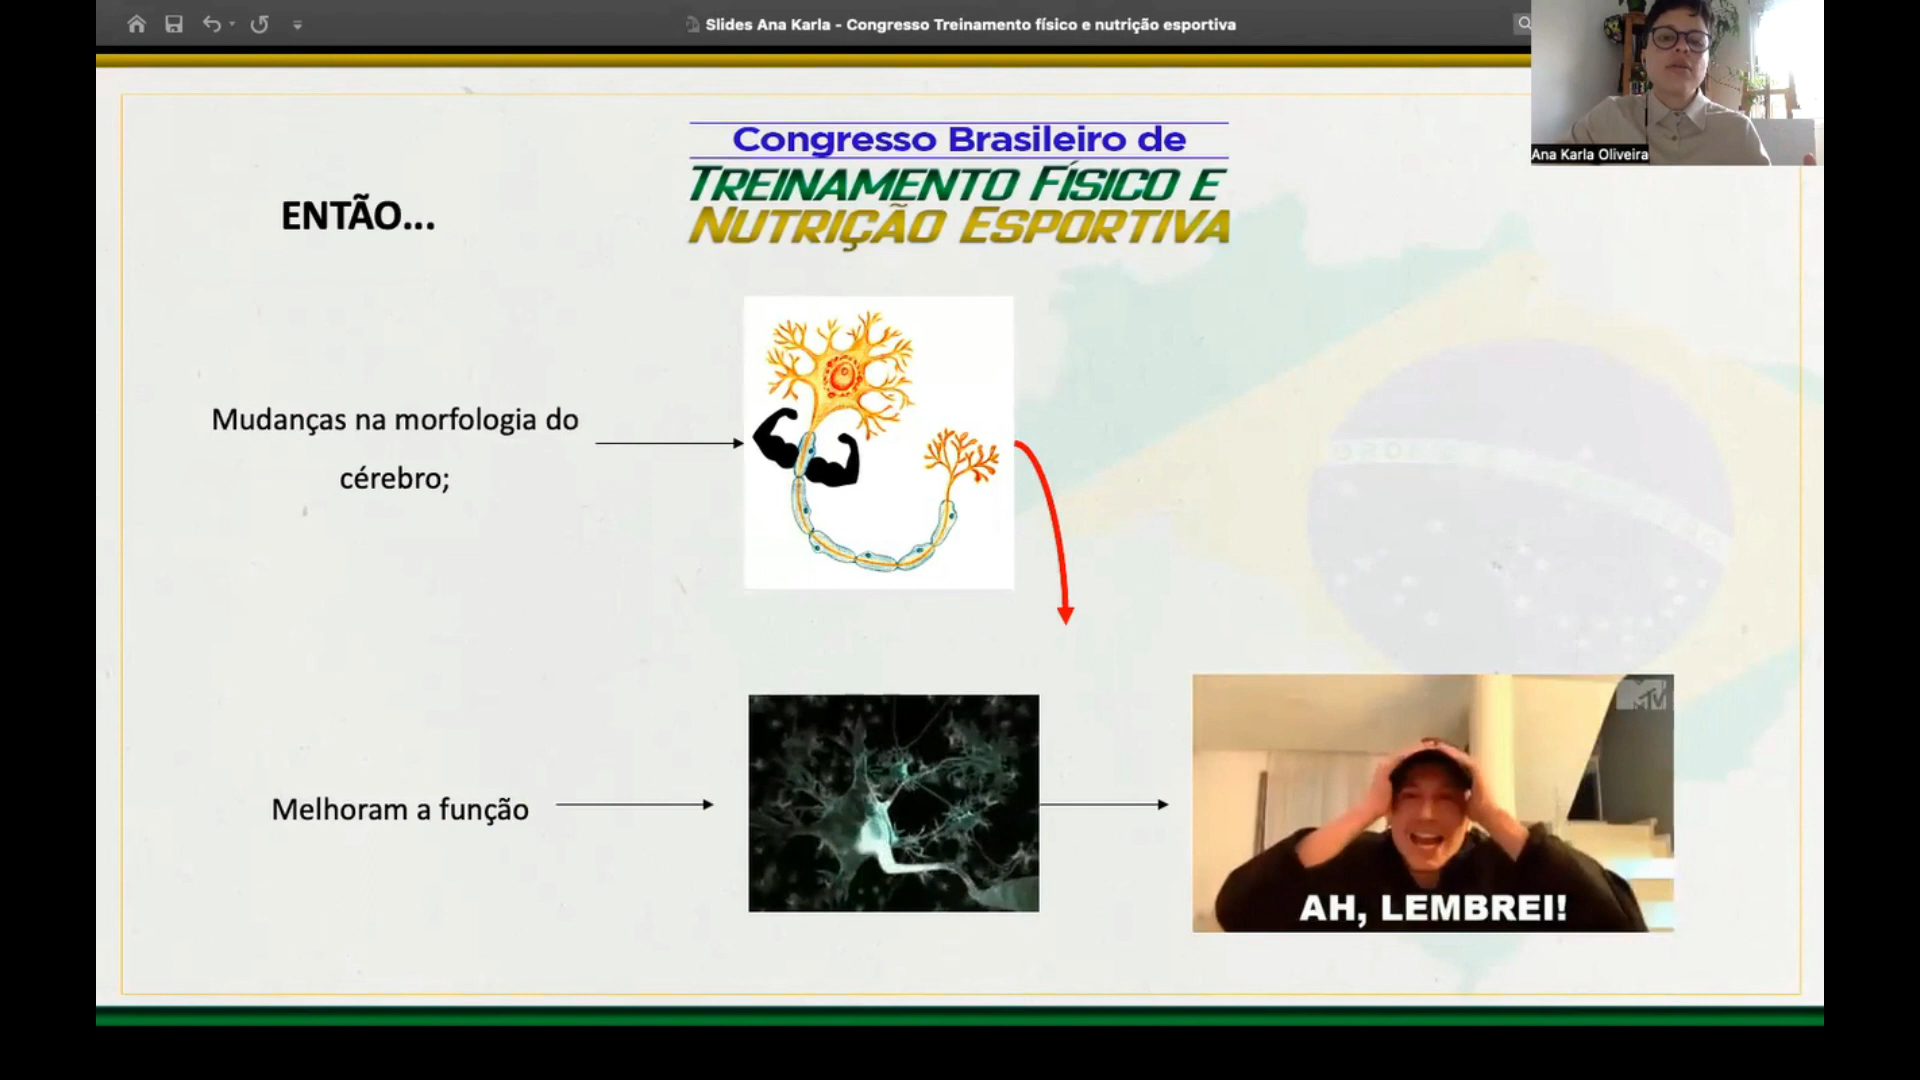 Slides Ana Karla - Congresso Treinamento físico e nutrição esportiva
Ana Karla Oliveira
Congresso Brasileiro de
TREINAMENTO FÍSICO E
NUTRIÇÃO ESPORTIVA
ENTÃO...
Mudanças na morfologia do
cérebro;
Melhoram a função
MTV
AH, LEMBREI!